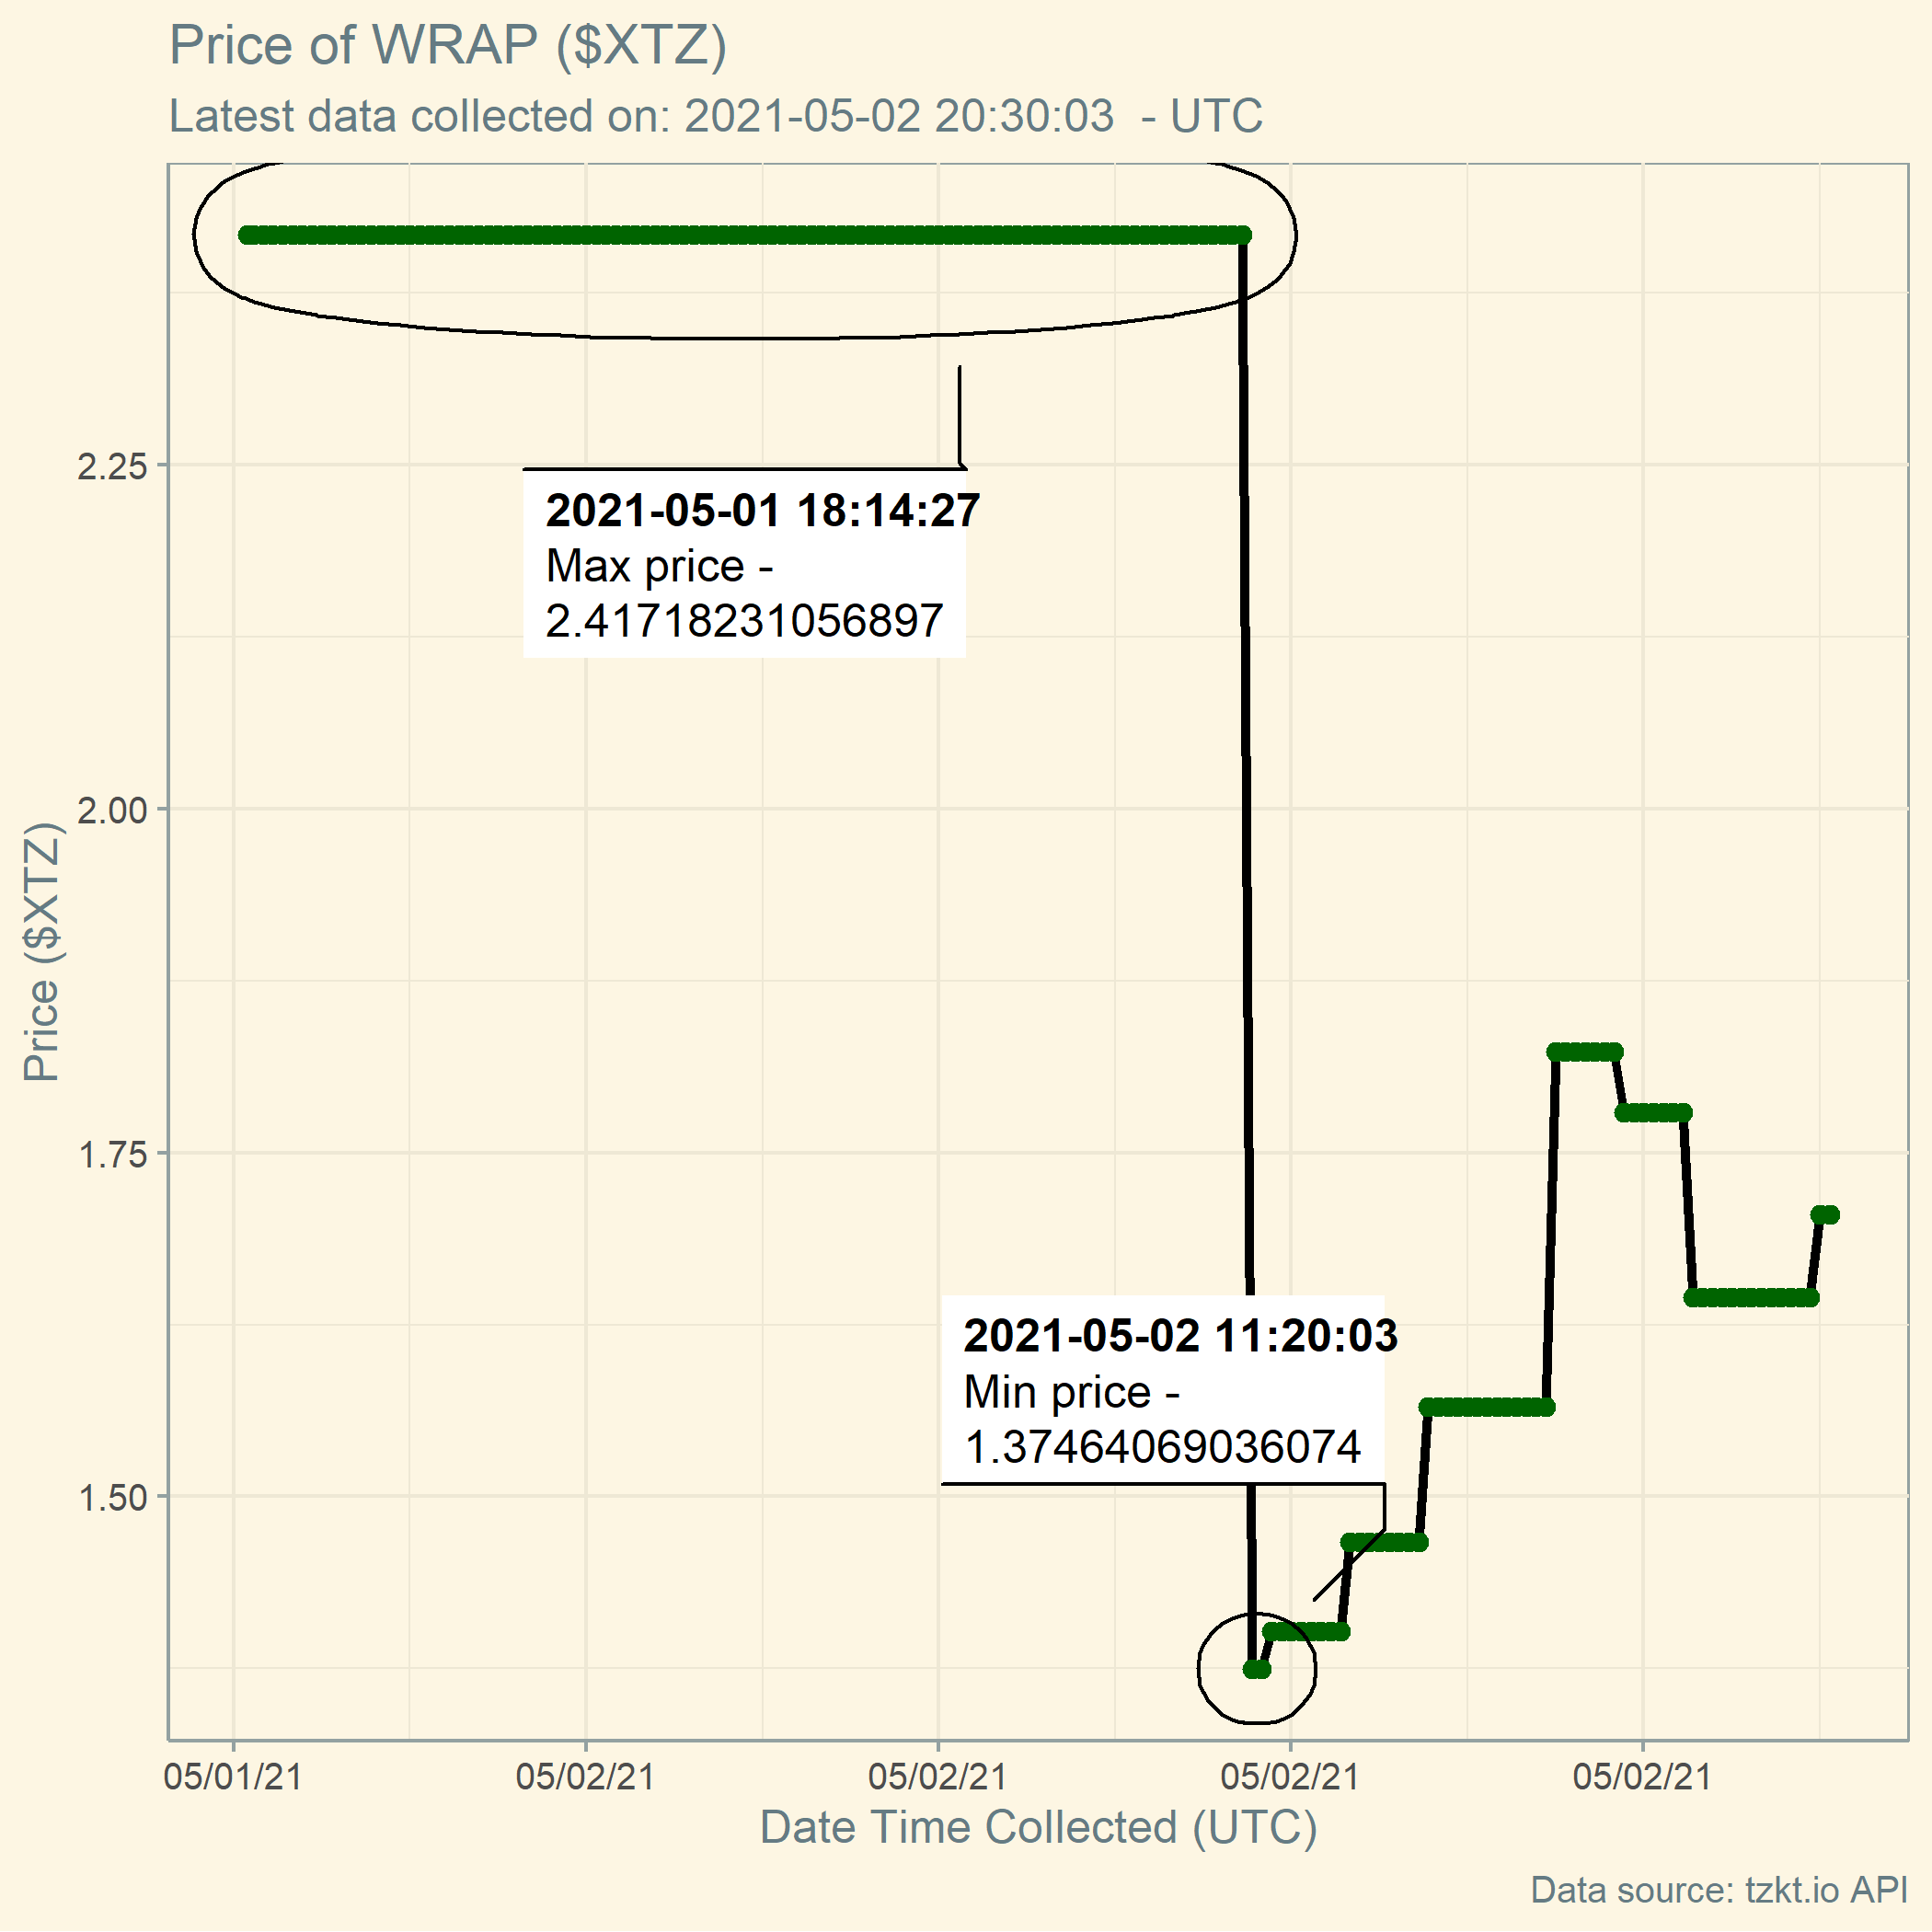 Price of WRAP ($XTZ)
Latest data collected on: 2021-05-02 20:30:03  - UTC
2.25
2.00
1.75
1.50
Price ($XTZ)
2021-05-01 18:14:27
Max price -
2.41718231056897
2021-05-02 11:20:03
Min price -
1.37464069036074
05/01/21
05/02/21
05/02/21
05/02/21
05/02/21
Date Time Collected (UTC)
Data source: tzkt.io API